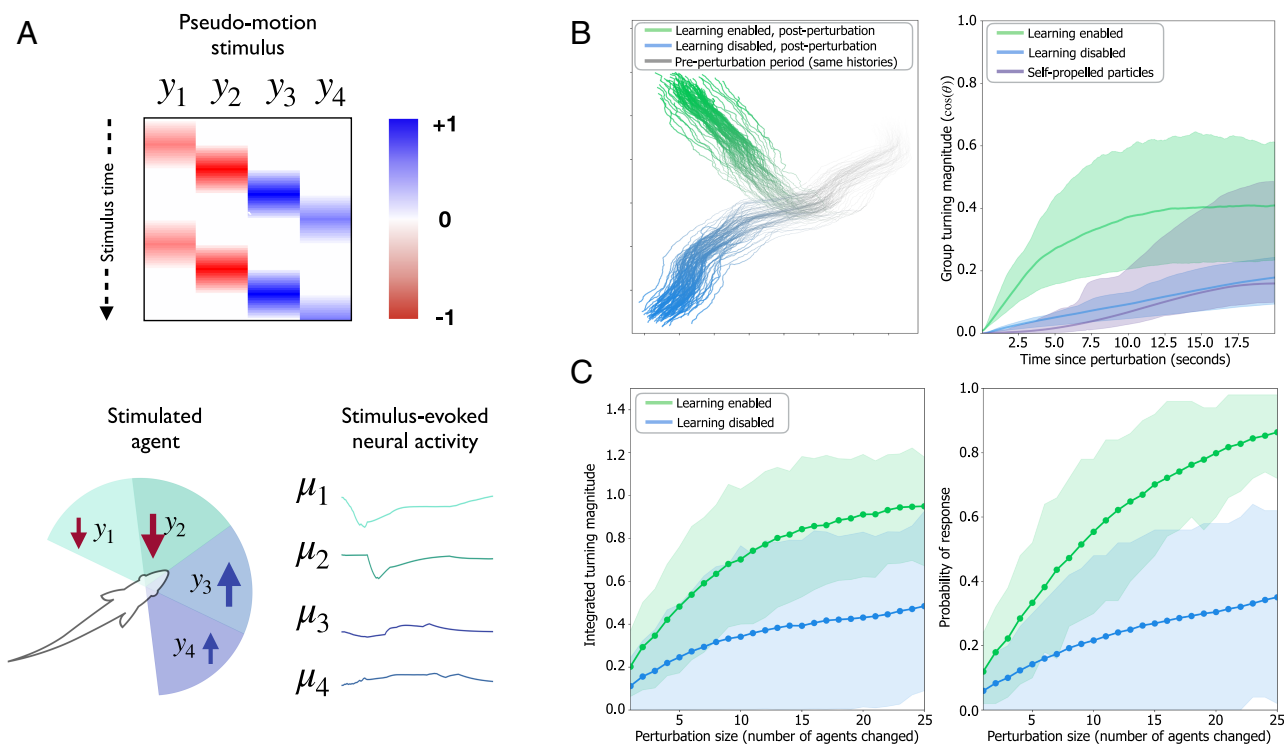 A
Pseudo-motion
stimulus
y1 y2 y3 y4
Stimulus time
+1
0
-1
Stimulated
agent
y1
y2
y3
y4
Stimulus-evoked
neural activity
μ1
μ2
μ3
μ4
B
Learning enabled, post-perturbation
Learning disabled, post-perturbation
Pre-perturbation period (same histories)
Group turning magnitude (cos(θ))
1.0
0.8
0.6
0.4
0.2
0.0
Learning enabled
Learning disabled
Self-propelled particles
2.5 5.0 7.5 10.0 12.5 15.0 17.5
Time since perturbation (seconds)
C
Integrated turning magnitude
1.4
1.2
1.0
0.8
0.6
0.4
0.2
0.0
Learning enabled
Learning disabled
5 10 15 20 25
Perturbation size (number of agents changed)
Probability of response
1.0
0.8
0.6
0.4
0.2
0.0
5 10 15 20 25
Perturbation size (number of agents changed)